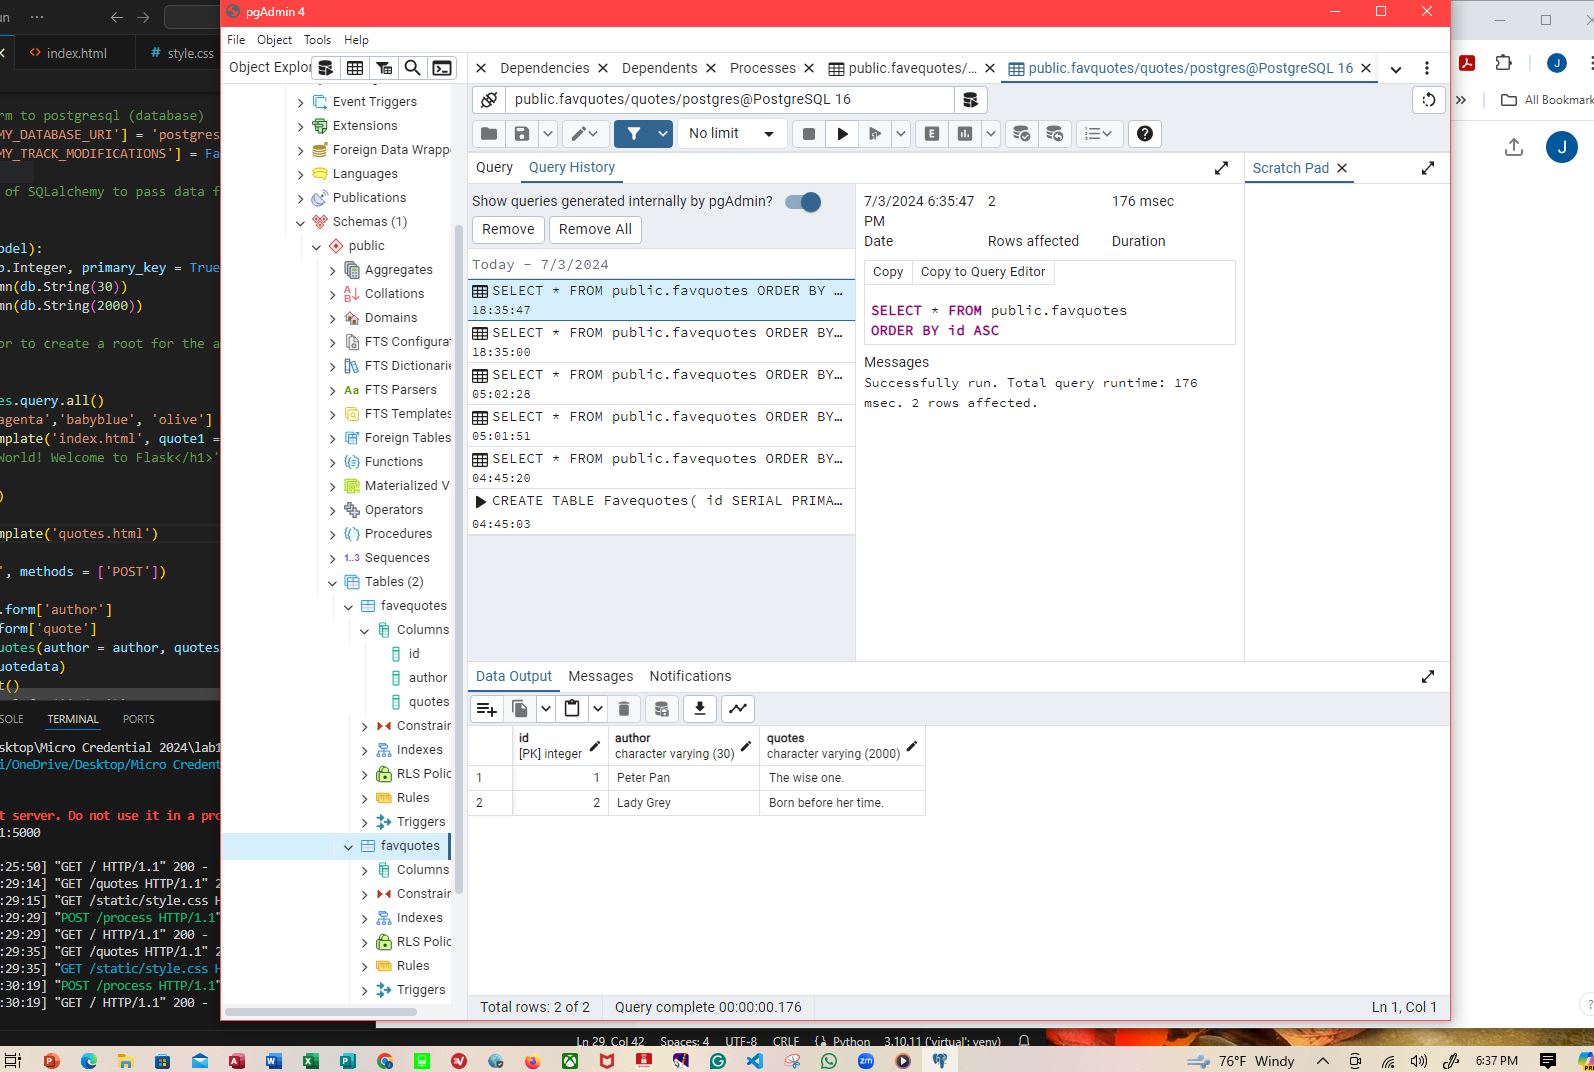 un ...
index.html
# style.css
rm to postgresql (database)
MY_DATABASE_URI'] = 'postgres
MY_TRACK_MODIFICATIONS'] = Fa
of SQLalchemy to pass data f
odel):
b.Integer, primary_key = True
mn(db.String(30))
mn(db.String(2000))
or to create a root for the a
es.query.all()
agenta','babyblue', 'olive']
mplate('index.html', quote1 =
World! Welcome to Flask</h1>'
)
mplate('quotes.html')
', methods = ['POST'])
.form['author']
form['quote']
uotes(author = author, quotes
uotedata)
t()
SOLE TERMINAL PORTS
sktop\Micro Credential 2024\lab1
i/OneDrive/Desktop/Micro Credent
t server. Do not use it in a pro
1:5000
:25:50] "GET / HTTP/1.1" 200 -
:29:14] "GET /quotes HTTP/1.1" 2
:29:15] "GET /static/style.css H
:29:29] "POST /process HTTP/1.1"
:29:29] "GET / HTTP/1.1" 200 -
:29:35] "GET /quotes HTTP/1.1" 2
:29:35] "GET /static/style.css H
:30:19] "POST /process HTTP/1.1"
:30:19] "GET / HTTP/1.1" 200 -
pgAdmin 4
File Object Tools Help
Object Explor
Event Triggers
Extensions
Foreign Data Wrapp
Languages
Publications
Schemas (1)
public
Aggregates
Collations
Domains
FTS Configurat
FTS Dictionarie
Aa FTS Parsers
FTS Templates
Foreign Tables
Functions
Materialized V
Operators
Procedures
1..3 Sequences
Tables (2)
favequotes
Columns
id
author
quotes
Constrair
Indexes
RLS Polic
Rules
Triggers
favquotes
Columns
Constrair
Indexes
RLS Polic
Rules
Triggers
Dependencies Dependents Processes public.favequotes/... public.favquotes/quotes/postgres@PostgreSQL 16
public.favquotes/quotes/postgres@PostgreSQL 16
No limit
E
Query Query History
Show queries generated internally by pgAdmin?
Remove Remove All
Today - 7/3/2024
SELECT * FROM public.favquotes ORDER BY …
18:35:47
SELECT * FROM public.favequotes ORDER BY…
18:35:00
SELECT * FROM public.favequotes ORDER BY…
05:02:28
SELECT * FROM public.favequotes ORDER BY…
05:01:51
SELECT * FROM public.favequotes ORDER BY…
04:45:20
CREATE TABLE Favequotes( id SERIAL PRIMA…
04:45:03
7/3/2024 6:35:47 PM 2 176 msec
Date Rows affected Duration
Copy Copy to Query Editor
SELECT * FROM public.favquotes
ORDER BY id ASC
Messages
Successfully run. Total query runtime: 176
msec. 2 rows affected.
Scratch Pad
Data Output Messages Notifications
id author quotes
[PK] integer character varying (30) character varying (2000)
1 1 Peter Pan The wise one.
2 2 Lady Grey Born before her time.
Total rows: 2 of 2 Query complete 00:00:00.176 Ln 1, Col 1
J
All Bookmark
J
Ln 29, Col 42 Spaces: 4 UTF-8 CRLF Python 3.10.11 ('virtual': venv)
76°F Windy 6:37 PM